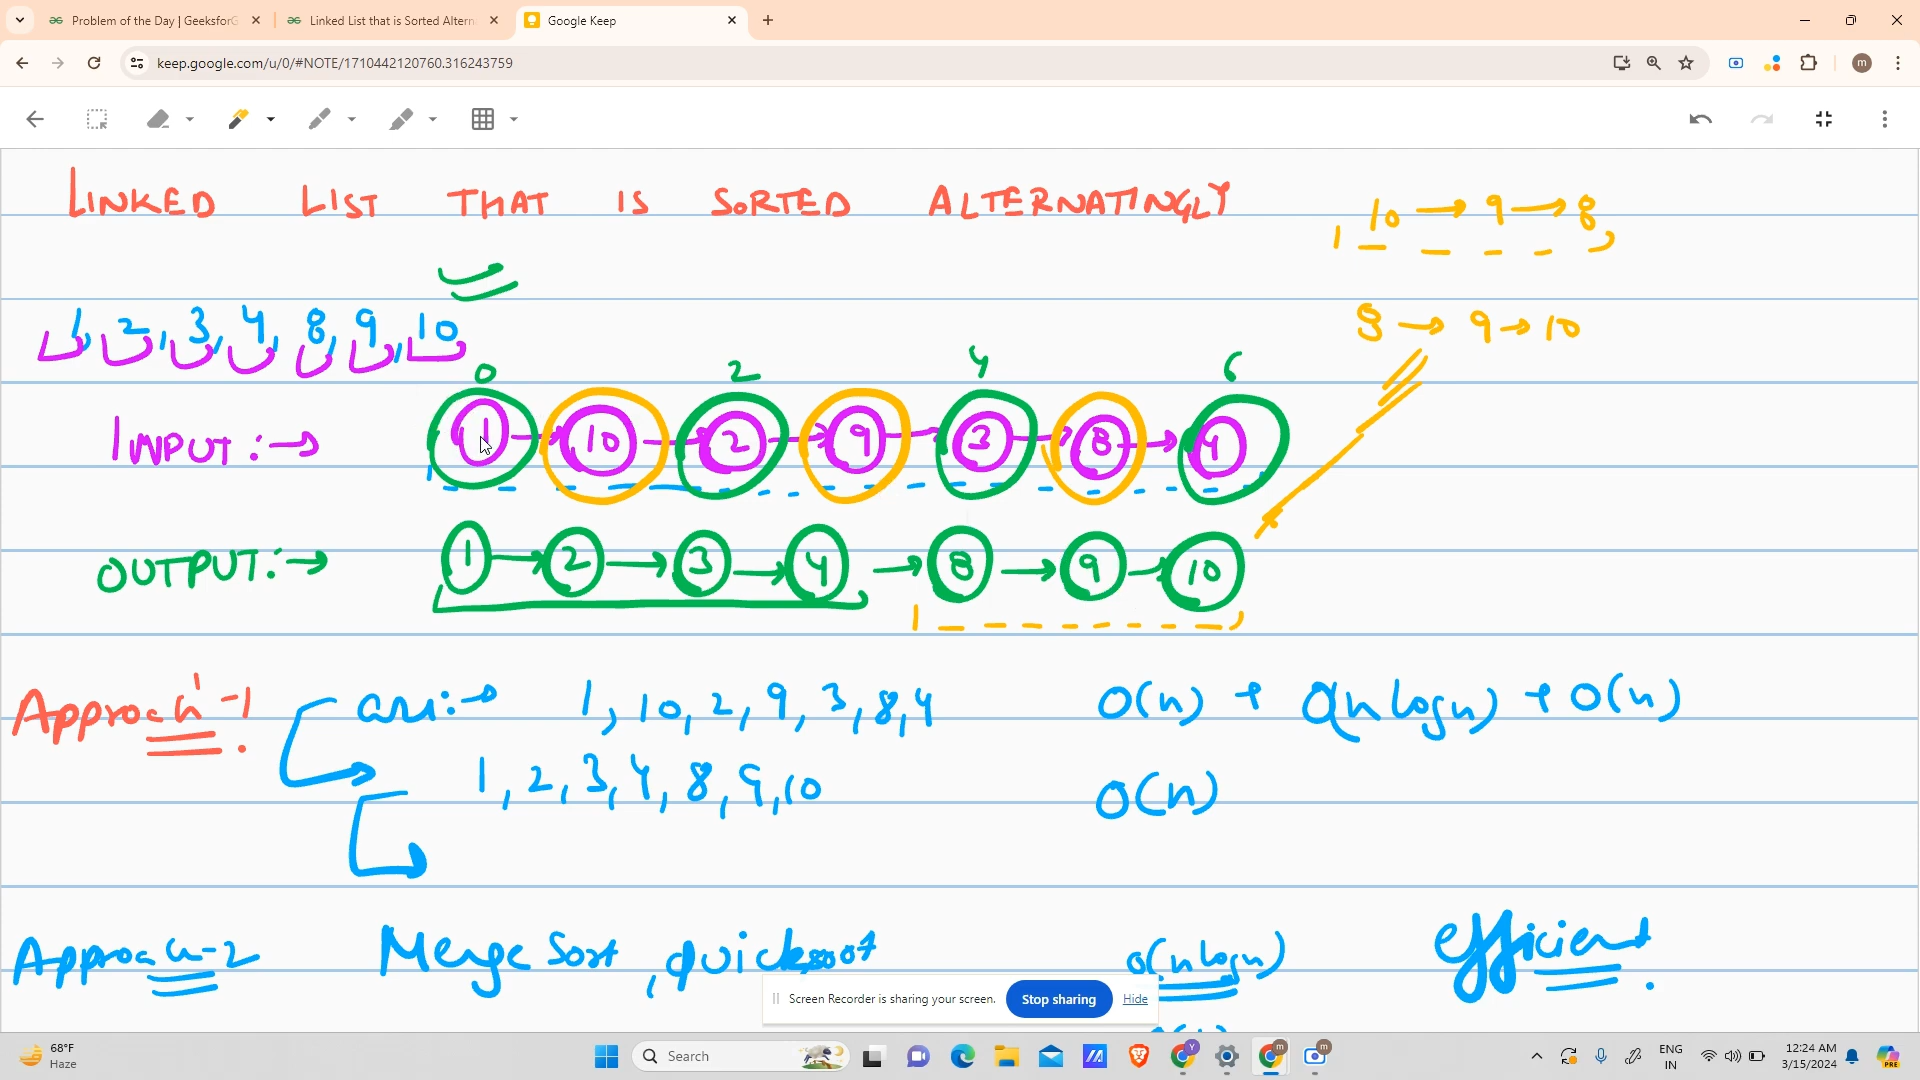 Problem of the Day | GeeksforG
Linked List that is Sorted Altern
Google Keep
keep.google.com/u/0/#NOTE/1710442120760.316243759
LINKED LIST THAT IS SORTED ALTERNATINGLY
10 → 9 → 8
1, 2, 3, 4, 8, 9, 10
8 → 9 → 10
0 2 4 6
INPUT :→ 1 → 10 → 2 → 9 → 3 → 8 → 4
OUTPUT :→ 1 → 2 → 3 → 4 → 8 → 9 → 10
Approach-1 arr:→ 1, 10, 2, 9, 3, 8, 4 O(n) + O(n logn) + O(n)
1, 2, 3, 4, 8, 9, 10 O(n)
Approach-2 Merge Sort, quicksort O(n logn) efficient.
Screen Recorder is sharing your screen. Stop sharing Hide
68°F
Haze
Search
ENG
IN
12:24 AM
3/15/2024